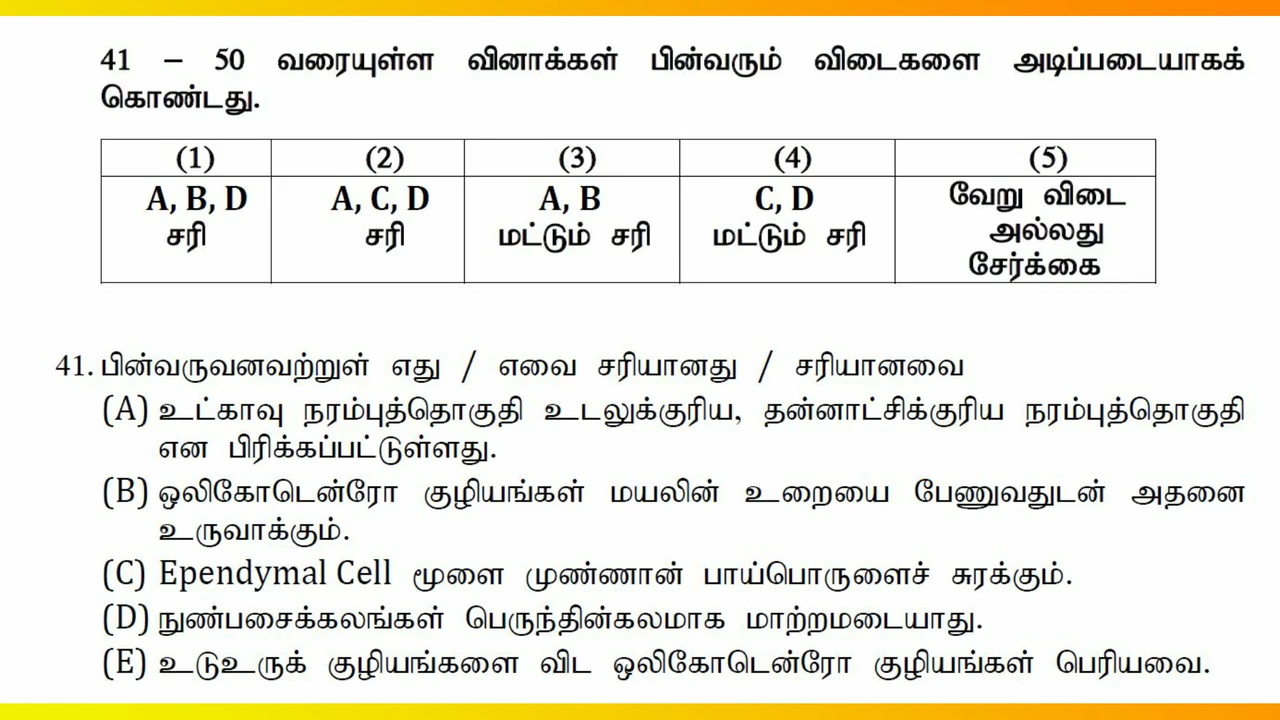 41 – 50 வரையுள்ள வினாக்கள் பின்வரும் விடைகளை அடிப்படையாகக்
கொண்டது.
(1) (2) (3) (4) (5)
A, B, D A, C, D A, B C, D வேறு விடை
சரி சரி மட்டும் சரி மட்டும் சரி அல்லது
சேர்க்கை
41. பின்வருவனவற்றுள் எது / எவை சரியானது / சரியானவை
(A) உட்காவு நரம்புத்தொகுதி உடலுக்குரிய, தன்னாட்சிக்குரிய நரம்புத்தொகுதி
என பிரிக்கப்பட்டுள்ளது.
(B) ஒலிகோடென்ரோ குழியங்கள் மயலின் உறையை பேணுவதுடன் அதனை
உருவாக்கும்.
(C) Ependymal Cell மூளை முண்ணான் பாய்பொருளைச் சுரக்கும்.
(D) நுண்பசைக்கலங்கள் பெருந்தின்கலமாக மாற்றமடையாது.
(E) உடுஉருக் குழியங்களை விட ஒலிகோடென்ரோ குழியங்கள் பெரியவை.